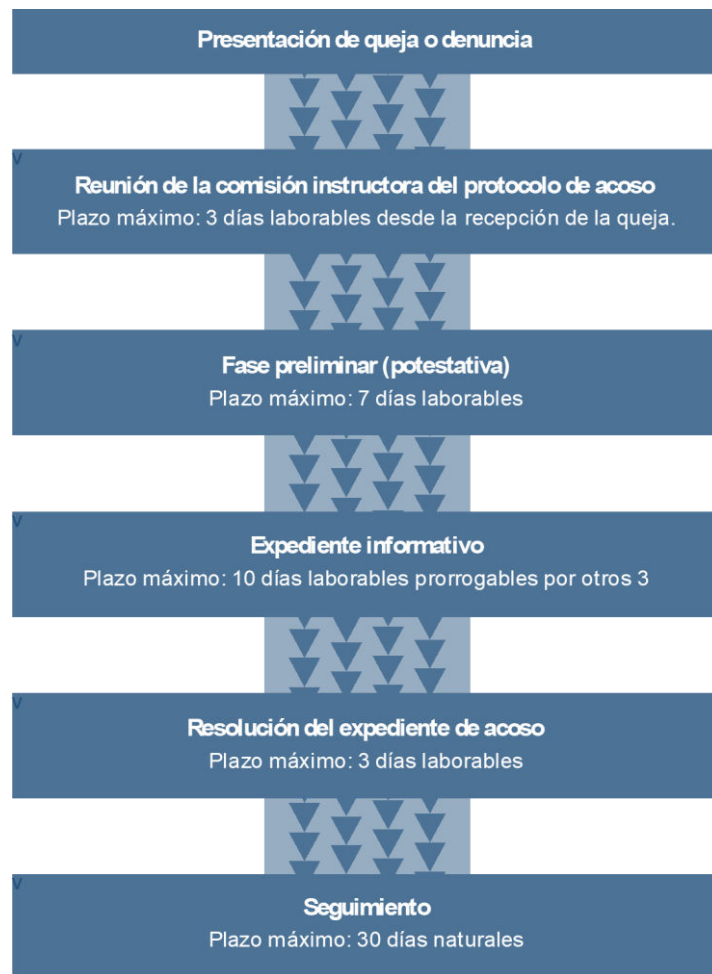 Presentación de queja o denuncia
v
Reunión de la comisión instructora del protocolo de acoso
Plazo máximo: 3 días laborables desde la recepción de la queja.
v
Fase preliminar (potestativa)
Plazo máximo: 7 días laborables
v
Expediente informativo
Plazo máximo: 10 días laborables prorrogables por otros 3
v
Resolución del expediente de acoso
Plazo máximo: 3 días laborables
v
Seguimiento
Plazo máximo: 30 días naturales